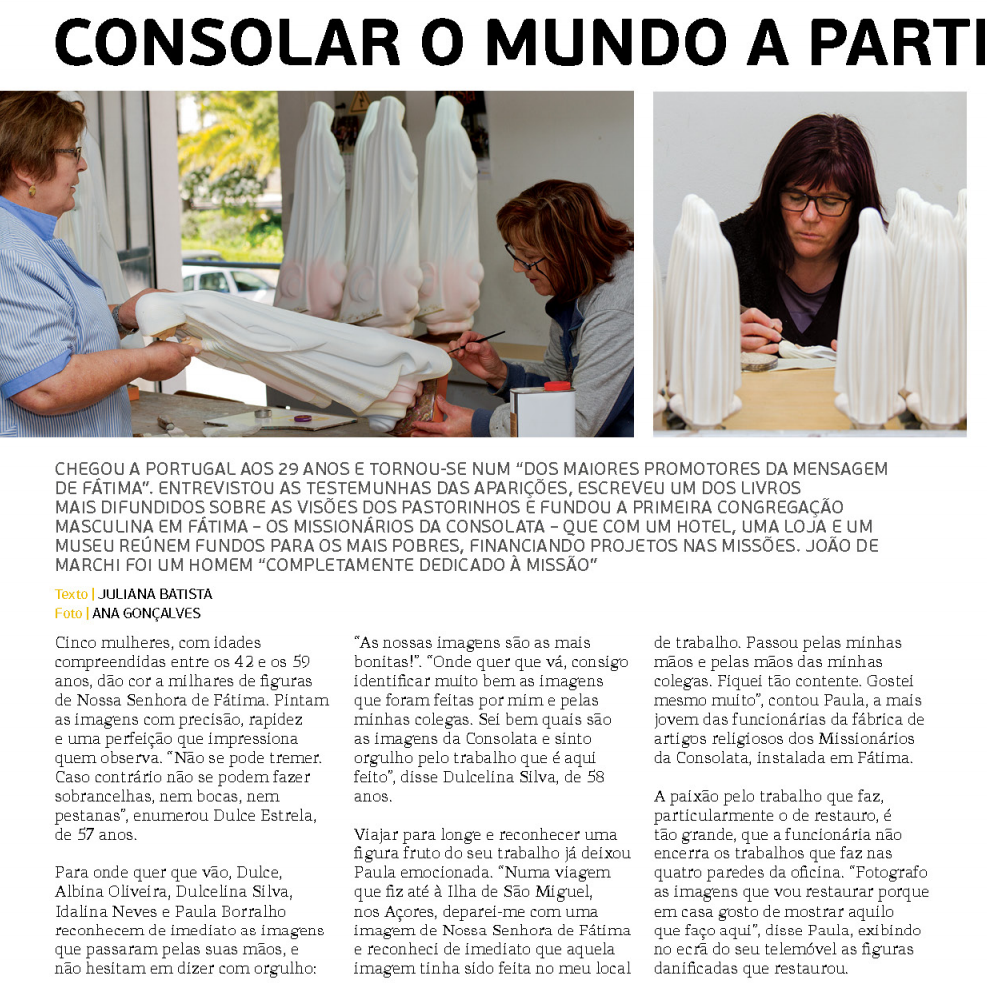 CONSOLAR O MUNDO A PARTI
CHEGOU A PORTUGAL AOS 29 ANOS E TORNOU-SE NUM “DOS MAIORES PROMOTORES DA MENSAGEM
DE FÁTIMA”. ENTREVISTOU AS TESTEMUNHAS DAS APARIÇÕES, ESCREVEU UM DOS LIVROS
MAIS DIFUNDIDOS SOBRE AS VISÕES DOS PASTORINHOS E FUNDOU A PRIMEIRA CONGREGAÇÃO
MASCULINA EM FÁTIMA – OS MISSIONÁRIOS DA CONSOLATA – QUE COM UM HOTEL, UMA LOJA E UM
MUSEU REÚNEM FUNDOS PARA OS MAIS POBRES, FINANCIANDO PROJETOS NAS MISSÕES. JOÃO DE
MARCHI FOI UM HOMEM “COMPLETAMENTE DEDICADO À MISSÃO”
Texto | JULIANA BATISTA
Foto | ANA GONÇALVES
Cinco mulheres, com idades
compreendidas entre os 42 e os 59
anos, dão cor a milhares de figuras
de Nossa Senhora de Fátima. Pintam
as imagens com precisão, rapidez
e uma perfeição que impressiona
quem observa. “Não se pode tremer.
Caso contrário não se podem fazer
sobrancelhas, nem bocas, nem
pestanas”, enumerou Dulce Estrela,
de 57 anos.
Para onde quer que vão, Dulce,
Albina Oliveira, Dulcelina Silva,
Idalina Neves e Paula Borralho
reconhecem de imediato as imagens
que passaram pelas suas mãos, e
não hesitam em dizer com orgulho:
“As nossas imagens são as mais
bonitas!”. “Onde quer que vá, consigo
identificar muito bem as imagens
que foram feitas por mim e pelas
minhas colegas. Sei bem quais são
as imagens da Consolata e sinto
orgulho pelo trabalho que é aqui
feito”, disse Dulcelina Silva, de 58
anos.
Viajar para longe e reconhecer uma
figura fruto do seu trabalho já deixou
Paula emocionada. “Numa viagem
que fiz até à Ilha de São Miguel,
nos Açores, deparei-me com uma
imagem de Nossa Senhora de Fátima
e reconheci de imediato que aquela
imagem tinha sido feita no meu local
de trabalho. Passou pelas minhas
mãos e pelas mãos das minhas
colegas. Fiquei tão contente. Gostei
mesmo muito”, contou Paula, a mais
jovem das funcionárias da fábrica de
artigos religiosos dos Missionários
da Consolata, instalada em Fátima.
A paixão pelo trabalho que faz,
particularmente o de restauro, é
tão grande, que a funcionária não
encerra os trabalhos que faz nas
quatro paredes da oficina. “Fotografo
as imagens que vou restaurar porque
em casa gosto de mostrar aquilo
que faço aqui”, disse Paula, exibindo
no ecrã do seu telemóvel as figuras
danificadas que restaurou.